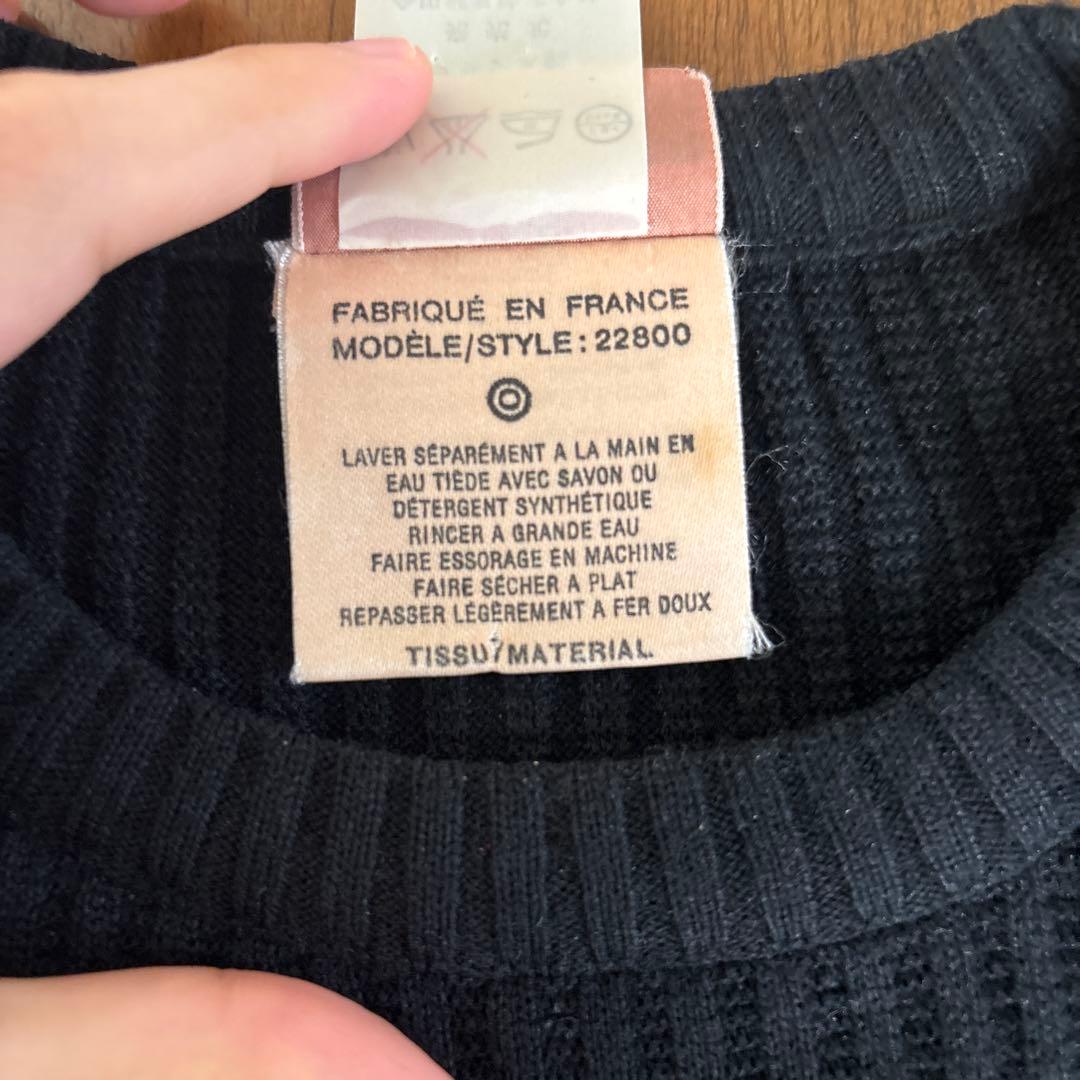 FABRIQUÉ EN FRANCE
MODÈLE/STYLE: 22800
LAVER SÉPARÉMENT A LA MAIN EN
EAU TIÈDE AVEC SAVON OU
DÉTERGENT SYNTHÉTIQUE
RINCER A GRANDE EAU
FAIRE ESSORAGE EN MACHINE
FAIRE SÉCHER A PLAT
REPASSER LÉGÈREMENT A FER DOUX
TISSU/MATERIAL